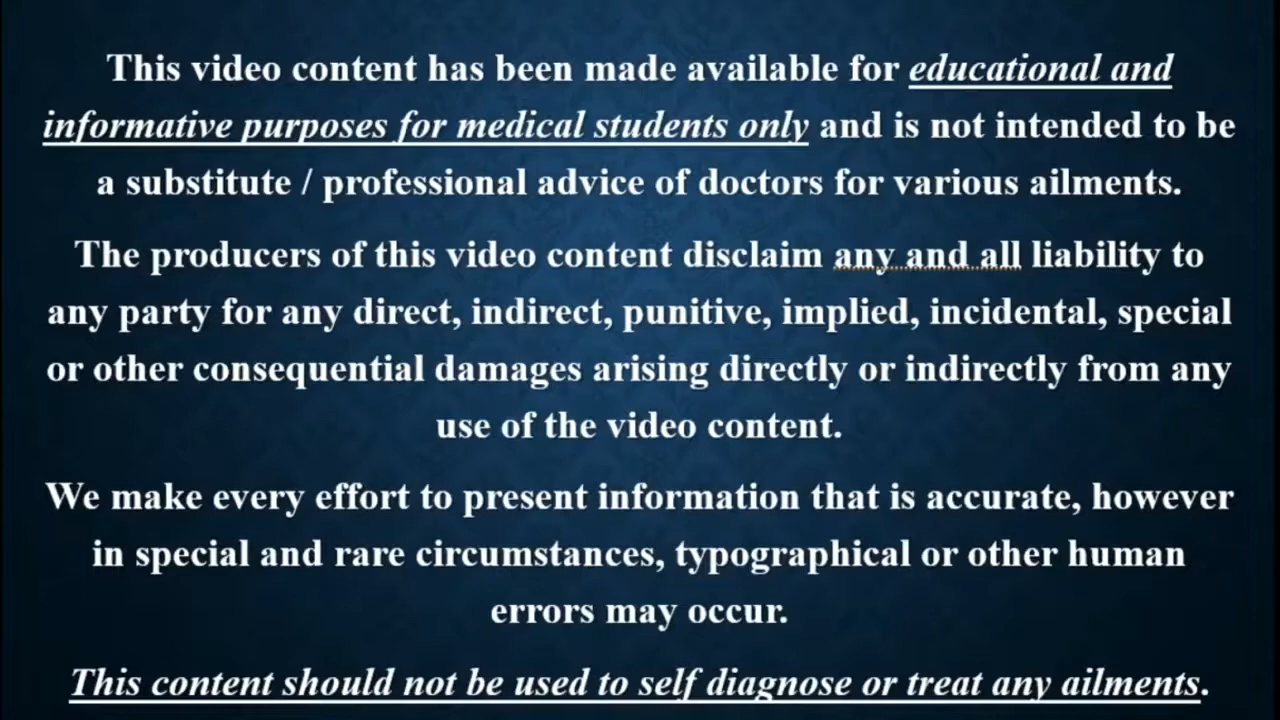 This video content has been made available for educational and
informative purposes for medical students only and is not intended to be
a substitute / professional advice of doctors for various ailments.
The producers of this video content disclaim any and all liability to
any party for any direct, indirect, punitive, implied, incidental, special
or other consequential damages arising directly or indirectly from any
use of the video content.
We make every effort to present information that is accurate, however
in special and rare circumstances, typographical or other human
errors may occur.
This content should not be used to self diagnose or treat any ailments.